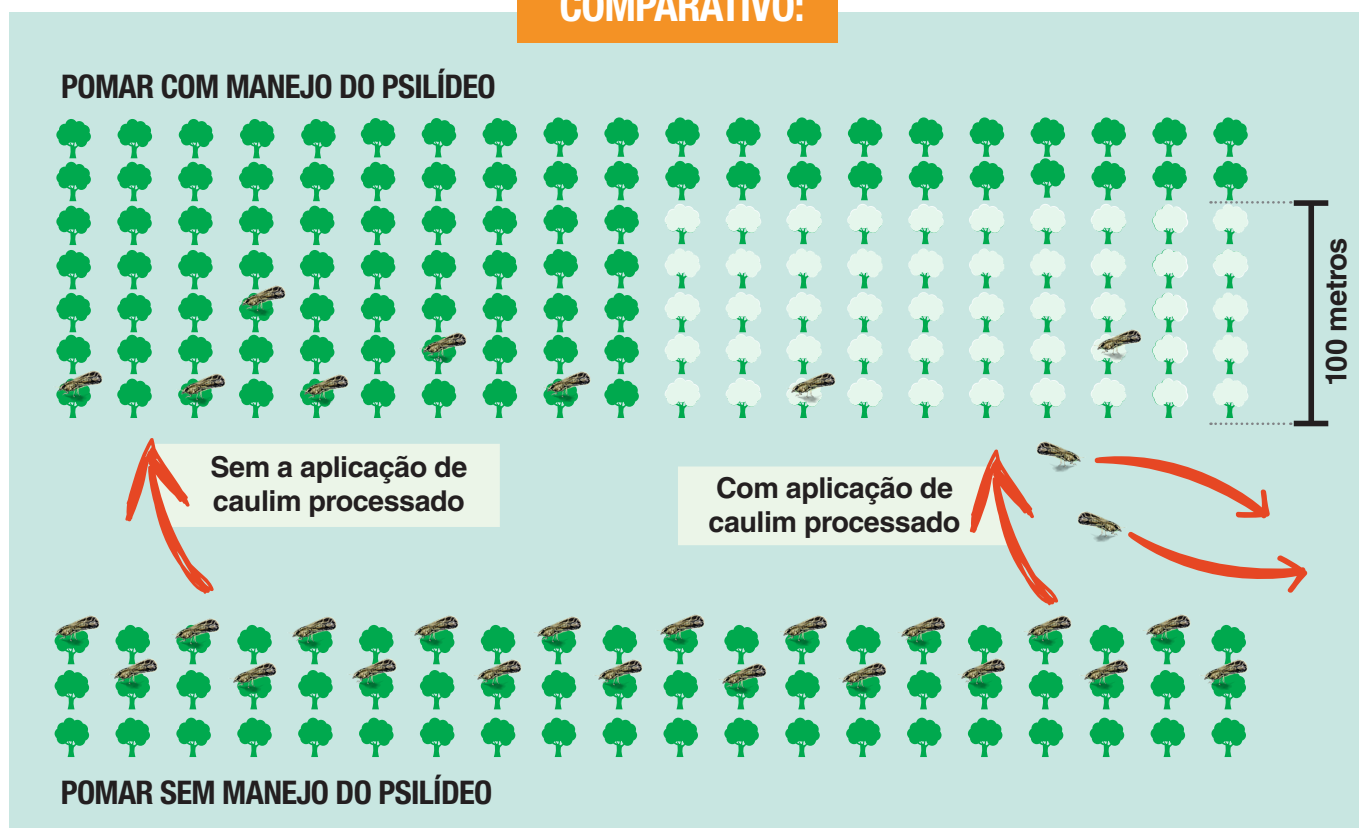 COMPARATIVO:
POMAR COM MANEJO DO PSILÍDEO
100 metros
Sem a aplicação de
caulim processado
Com aplicação de
caulim processado
POMAR SEM MANEJO DO PSILÍDEO